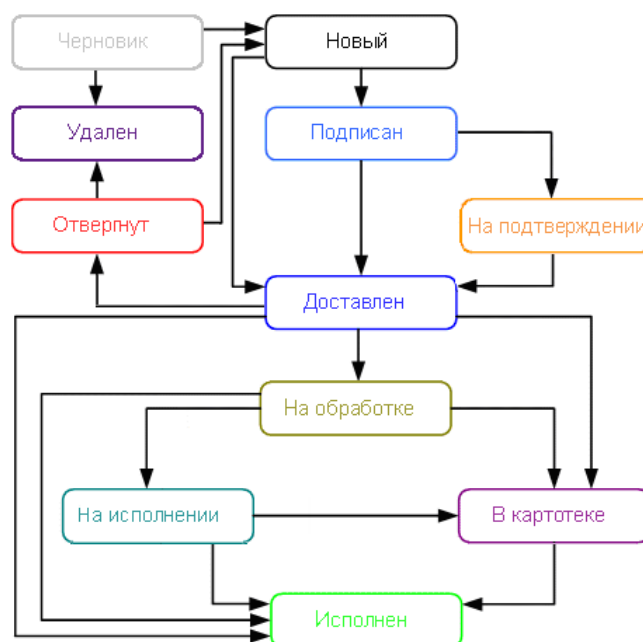 Черновик
Новый
Удален
Подписан
Отвергнут
На подтверждении
Доставлен
На обработке
На исполнении
В картотеке
Исполнен